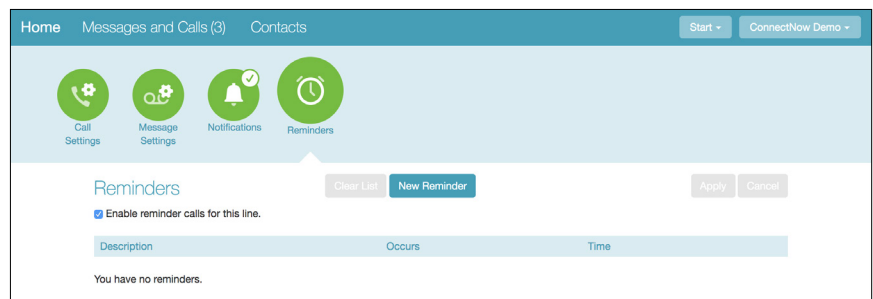 Home Messages and Calls (3) Contacts Start ConnectNow Demo
Call Settings
Message Settings
Notifications
Reminders
Reminders Clear List New Reminder Apply Cancel
Enable reminder calls for this line.
Description Occurs Time
You have no reminders.